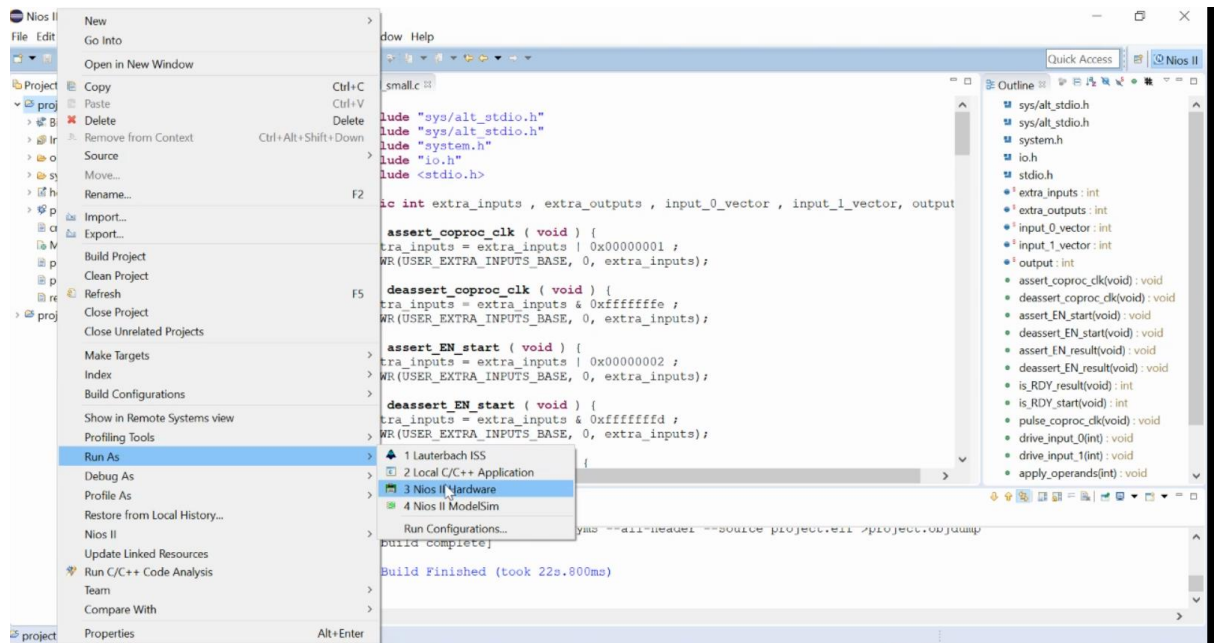 Nios II
File Edit
dow Help
Quick Access
Nios II
Project
proj
proj
project
New
Go Into
Open in New Window
Copy Ctrl+C
Paste Ctrl+V
Delete Delete
Remove from Context Ctrl+Alt+Shift+Down
Source
Move...
Rename... F2
Import...
Export...
Build Project
Clean Project
Refresh F5
Close Project
Close Unrelated Projects
Make Targets
Index
Build Configurations
Show in Remote Systems view
Profiling Tools
Run As
Debug As
Profile As
Restore from Local History...
Nios II
Update Linked Resources
Run C/C++ Code Analysis
Team
Compare With
Properties Alt+Enter
1 Lauterbach ISS
2 Local C/C++ Application
3 Nios II Hardware
4 Nios II ModelSim
Run Configurations...
_small.c
lude "sys/alt_stdio.h"
lude "sys/alt_stdio.h"
lude "system.h"
lude "io.h"
lude <stdio.h>
ic int extra_inputs , extra_outputs , input_0_vector , input_1_vector, output
assert_coproc_clk ( void ) {
tra_inputs = extra_inputs | 0x00000001 ;
WR(USER_EXTRA_INPUTS_BASE, 0, extra_inputs);
deassert_coproc_clk ( void ) {
tra_inputs = extra_inputs & 0xfffffffe ;
WR(USER_EXTRA_INPUTS_BASE, 0, extra_inputs);
assert_EN_start ( void ) {
tra_inputs = extra_inputs | 0x00000002 ;
WR(USER_EXTRA_INPUTS_BASE, 0, extra_inputs);
deassert_EN_start ( void ) {
tra_inputs = extra_inputs & 0xfffffffd ;
WR(USER_EXTRA_INPUTS_BASE, 0, extra_inputs);
{
yms --all-header --source project.elf >project.objdump
build complete]
Build Finished (took 22s.800ms)
Outline
sys/alt_stdio.h
sys/alt_stdio.h
system.h
io.h
stdio.h
extra_inputs : int
extra_outputs : int
input_0_vector : int
input_1_vector : int
output : int
assert_coproc_clk(void) : void
deassert_coproc_clk(void) : void
assert_EN_start(void) : void
deassert_EN_start(void) : void
assert_EN_result(void) : void
deassert_EN_result(void) : void
is_RDY_result(void) : int
is_RDY_start(void) : int
pulse_coproc_clk(void) : void
drive_input_0(int) : void
drive_input_1(int) : void
apply_operands(int) : void